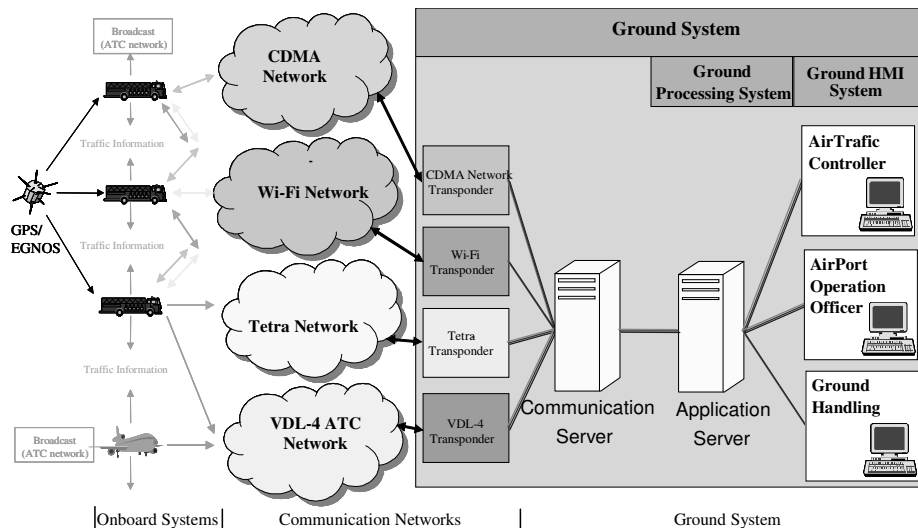 Broadcast
(ATC network)
CDMA
Network
Ground System
Ground
Processing System
Ground HMI
System
Traffic Information
AirTrafic
Controller
CDMA Network
Transponder
Wi-Fi Network
GPS/
EGNOS
Traffic Information
Wi-Fi
Transponder
AirPort
Operation
Officer
Tetra Network
Tetra
Transponder
Traffic Information
Ground
Handling
Communication
Server
Application
Server
VDL-4 ATC
Network
VDL-4
Transponder
Broadcast
(ATC network)
|Onboard Systems|
Communication Networks
|
Ground System
|